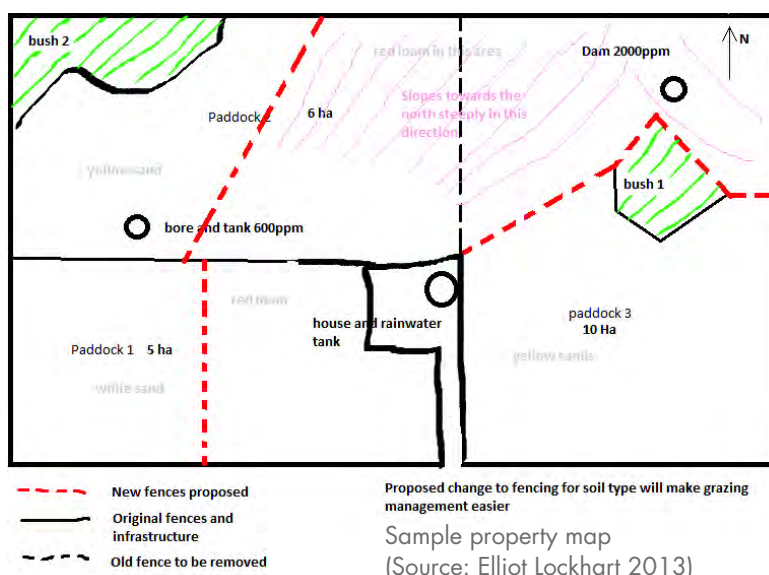 bush 2
red loam in this area
Dam 2000ppm
N
Slopes towards the
north steeply in this
direction
Paddock 2
6 ha
yellow sand
bush 1
bore and tank 600ppm
red loam
house and rainwater
tank
paddock 3
10 Ha
Paddock 1 5 ha
yellow sands
white sand
New fences proposed
Original fences and
infrastructure
Old fence to be removed
Proposed change to fencing for soil type will make grazing
management easier
Sample property map
(Source: Elliot Lockhart 2013)